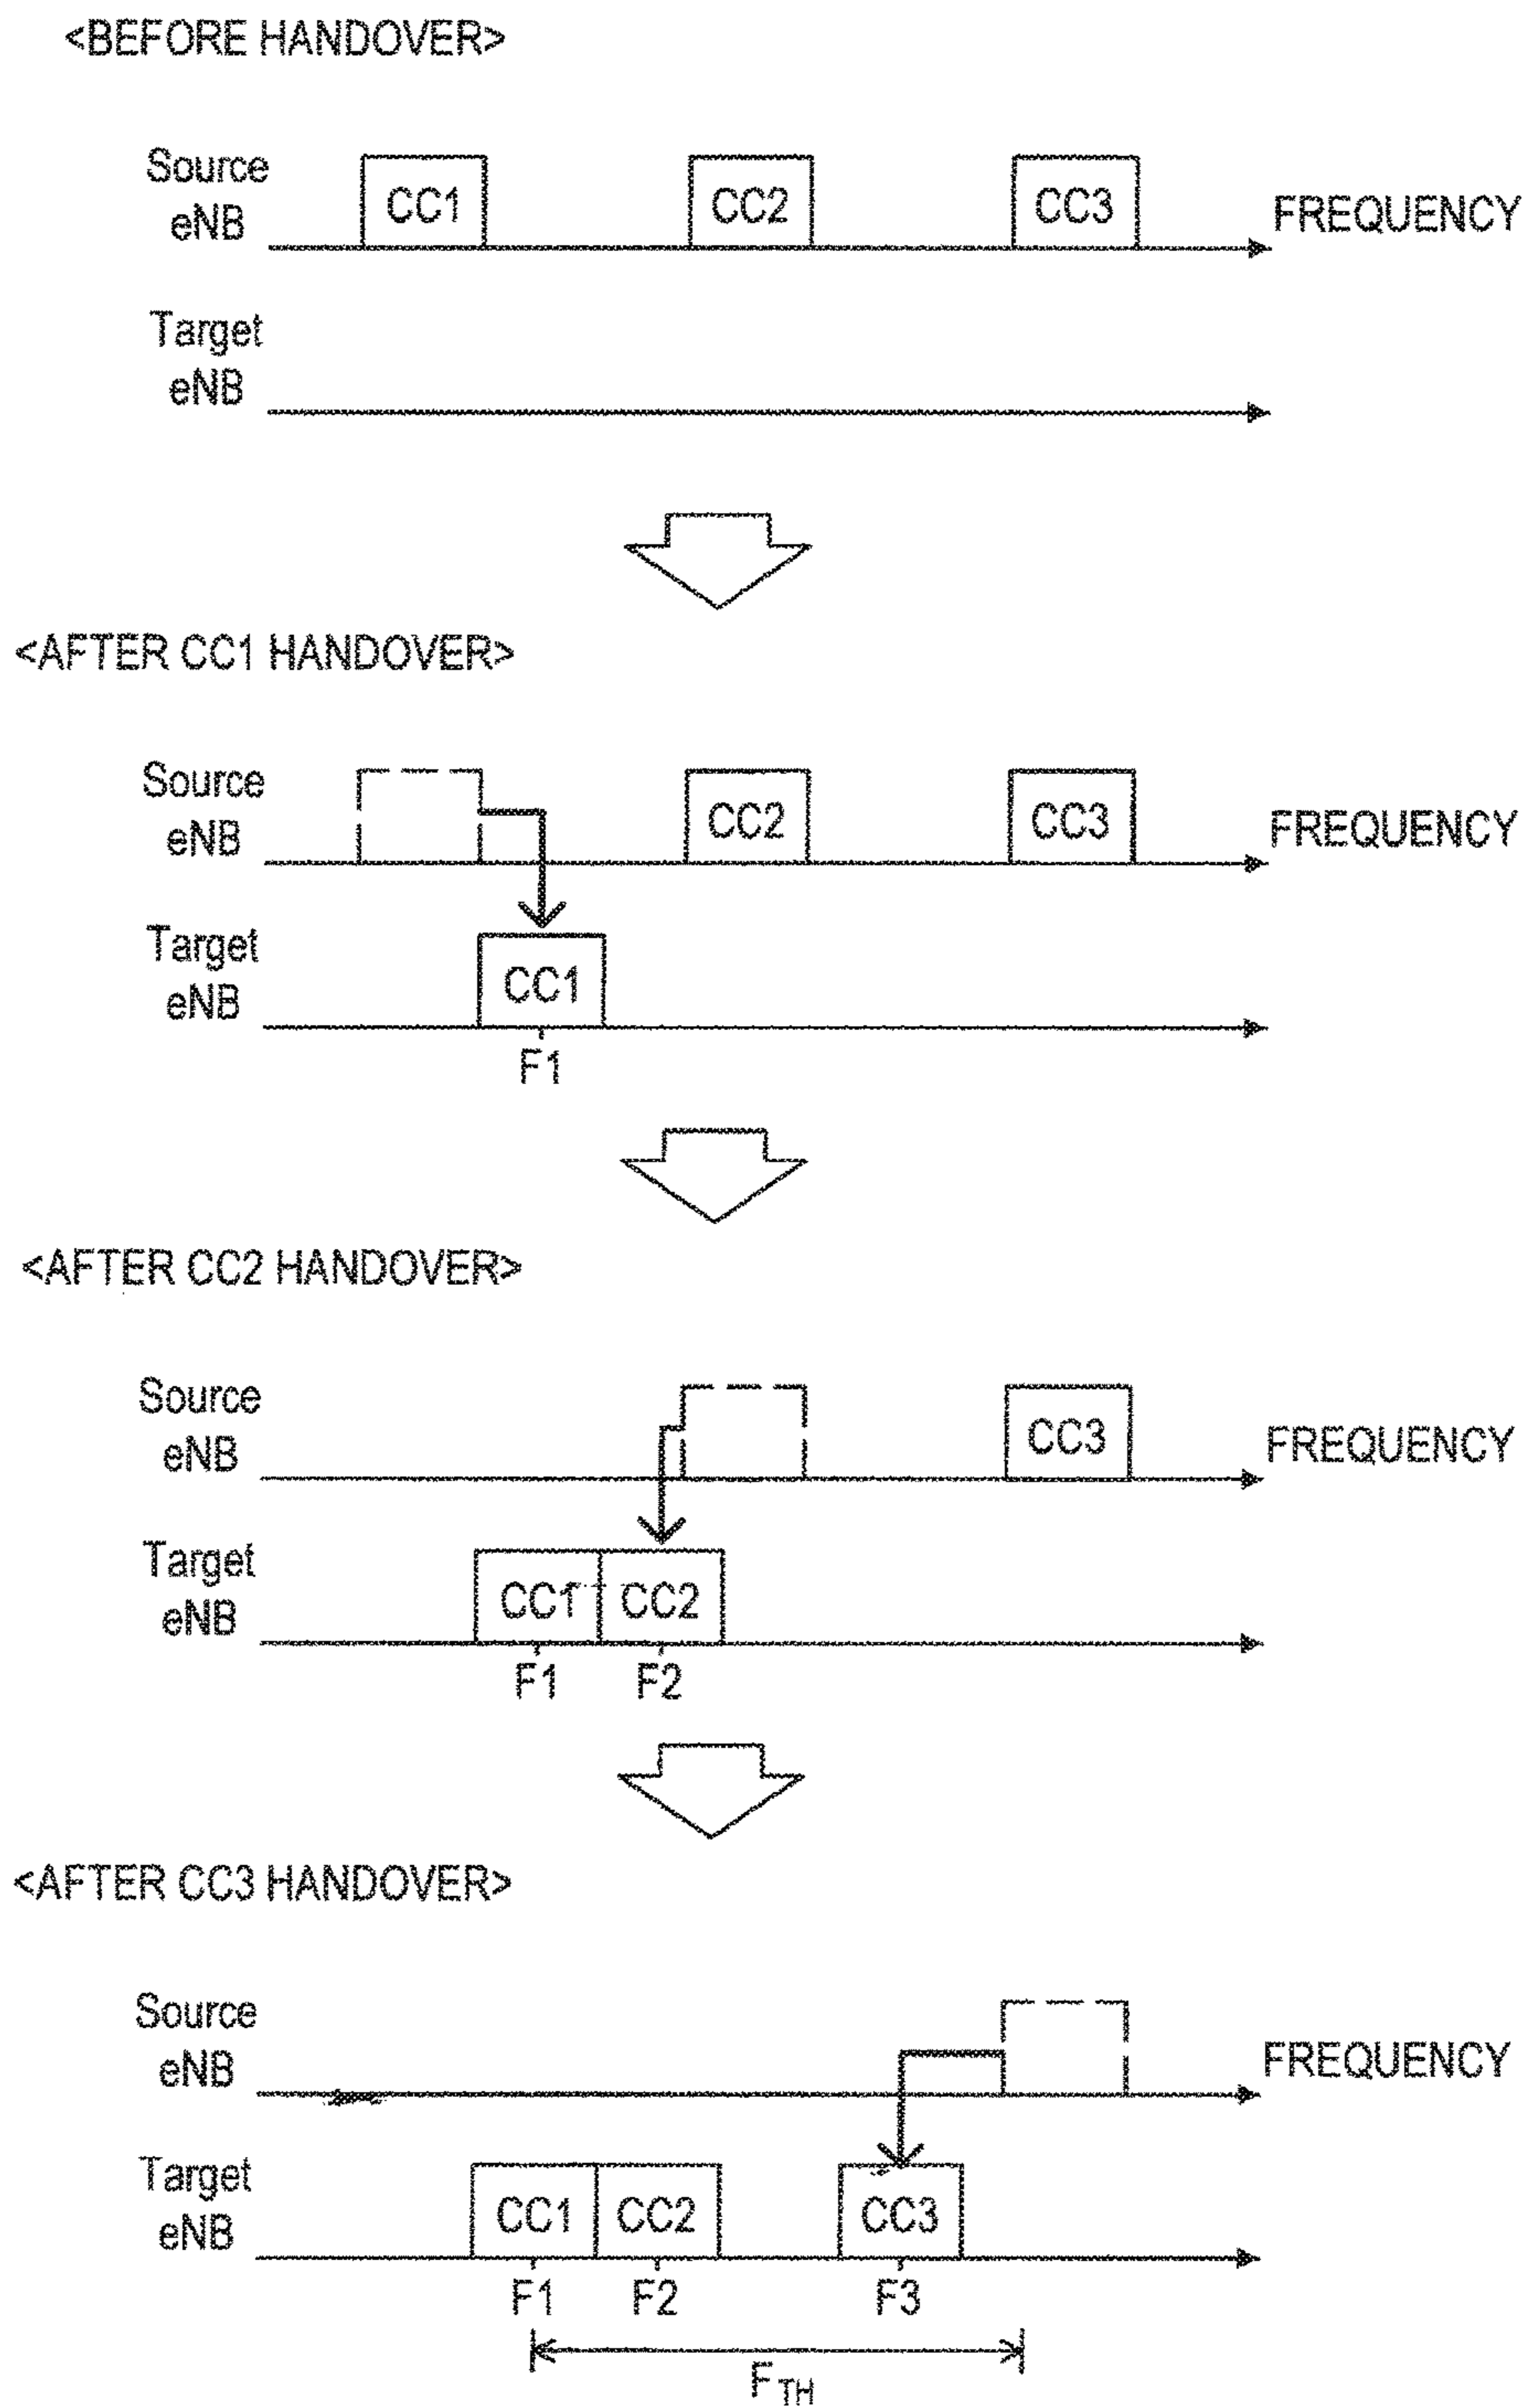 <BEFORE HANDOVER>
Source
eNB
CC1
CC2
CC3
FREQUENCY
Target
eNB
<AFTER CC1 HANDOVER>
Source
eNB
CC2
CC3
FREQUENCY
Target
eNB
CC1
F1
<AFTER CC2 HANDOVER>
Source
eNB
CC3
FREQUENCY
Target
eNB
CC1
CC2
F1
F2
<AFTER CC3 HANDOVER>
Source
eNB
FREQUENCY
Target
eNB
CC1
CC2
CC3
F1
F2
F3
FTH